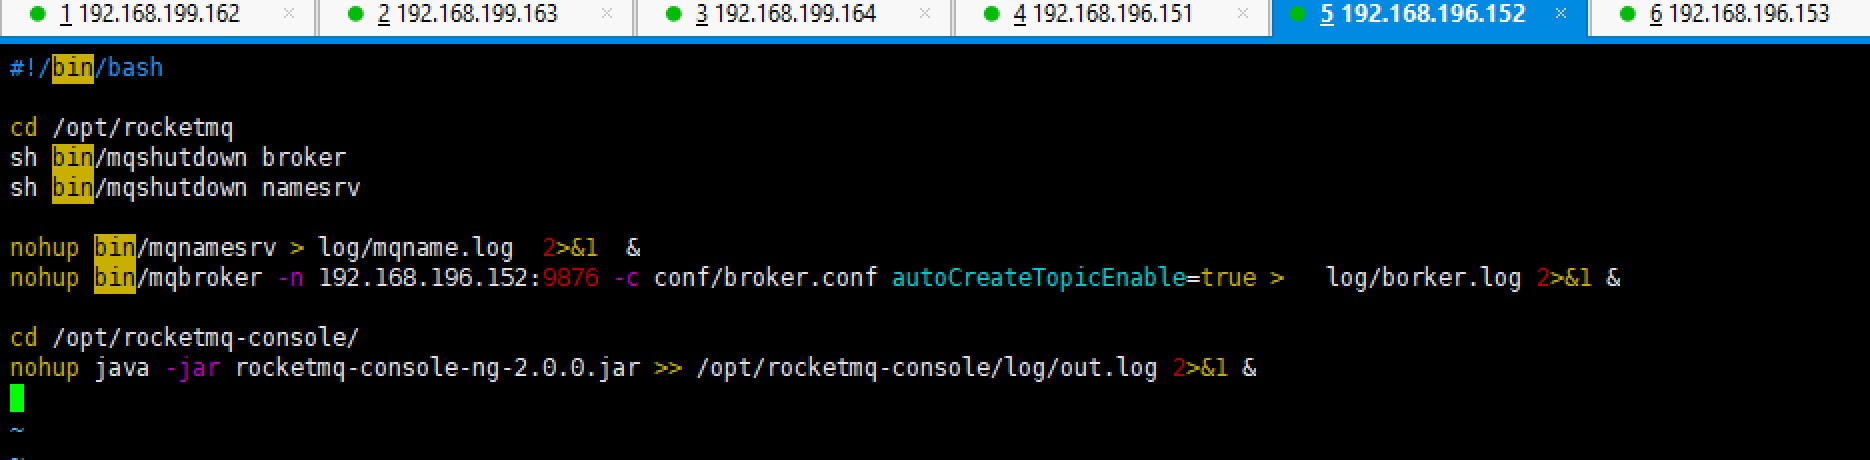 1 192.168.199.162 × 2 192.168.199.163 × 3 192.168.199.164 × 4 192.168.196.151 × 5 192.168.196.152 × 6 192.168.196.153
#!/bin/bash
cd /opt/rocketmq
sh bin/mqshutdown broker
sh bin/mqshutdown namesrv
nohup bin/mqnamesrv > log/mqname.log  2>&1  &
nohup bin/mqbroker -n 192.168.196.152:9876 -c conf/broker.conf autoCreateTopicEnable=true >   log/borker.log 2>&1 &
cd /opt/rocketmq-console/
nohup java -jar rocketmq-console-ng-2.0.0.jar >> /opt/rocketmq-console/log/out.log 2>&1 &
~
~